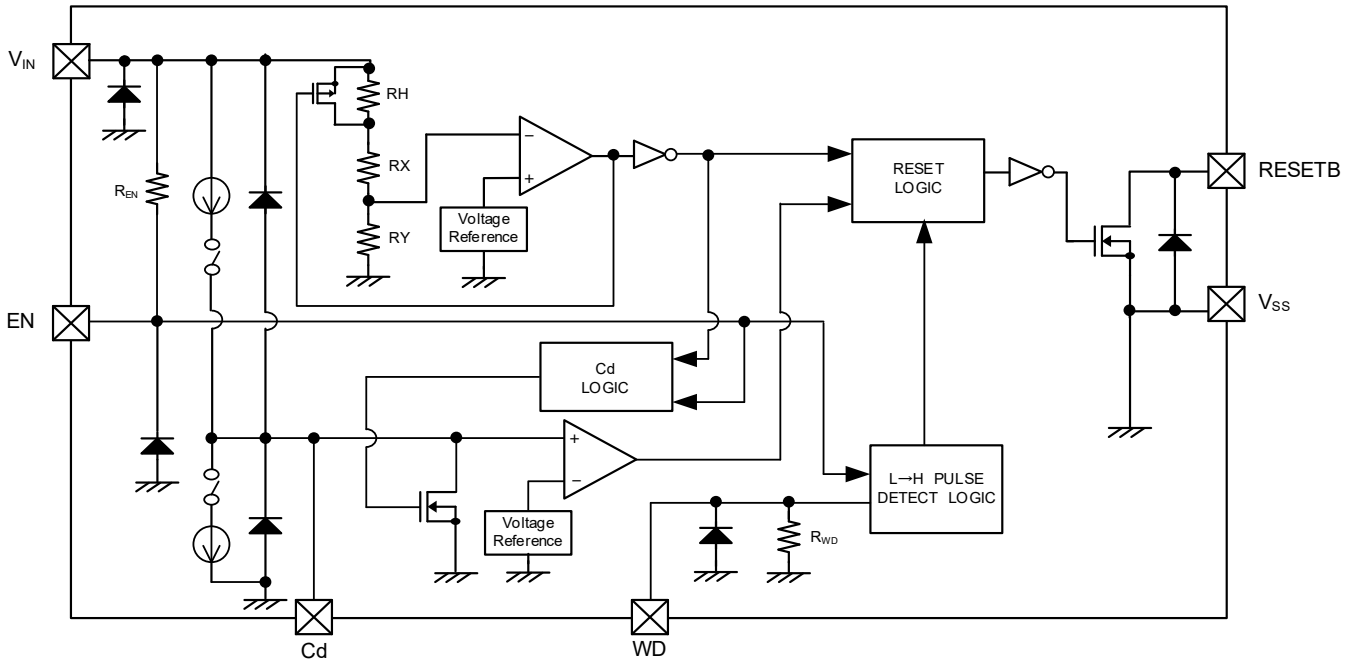 VIN
RH
RX
REN
RY
−
+
Voltage
Reference
RESET
LOGIC
RESETB
EN
VSS
Cd
LOGIC
+
−
Voltage
Reference
L→H PULSE
DETECT LOGIC
RWD
Cd
WD